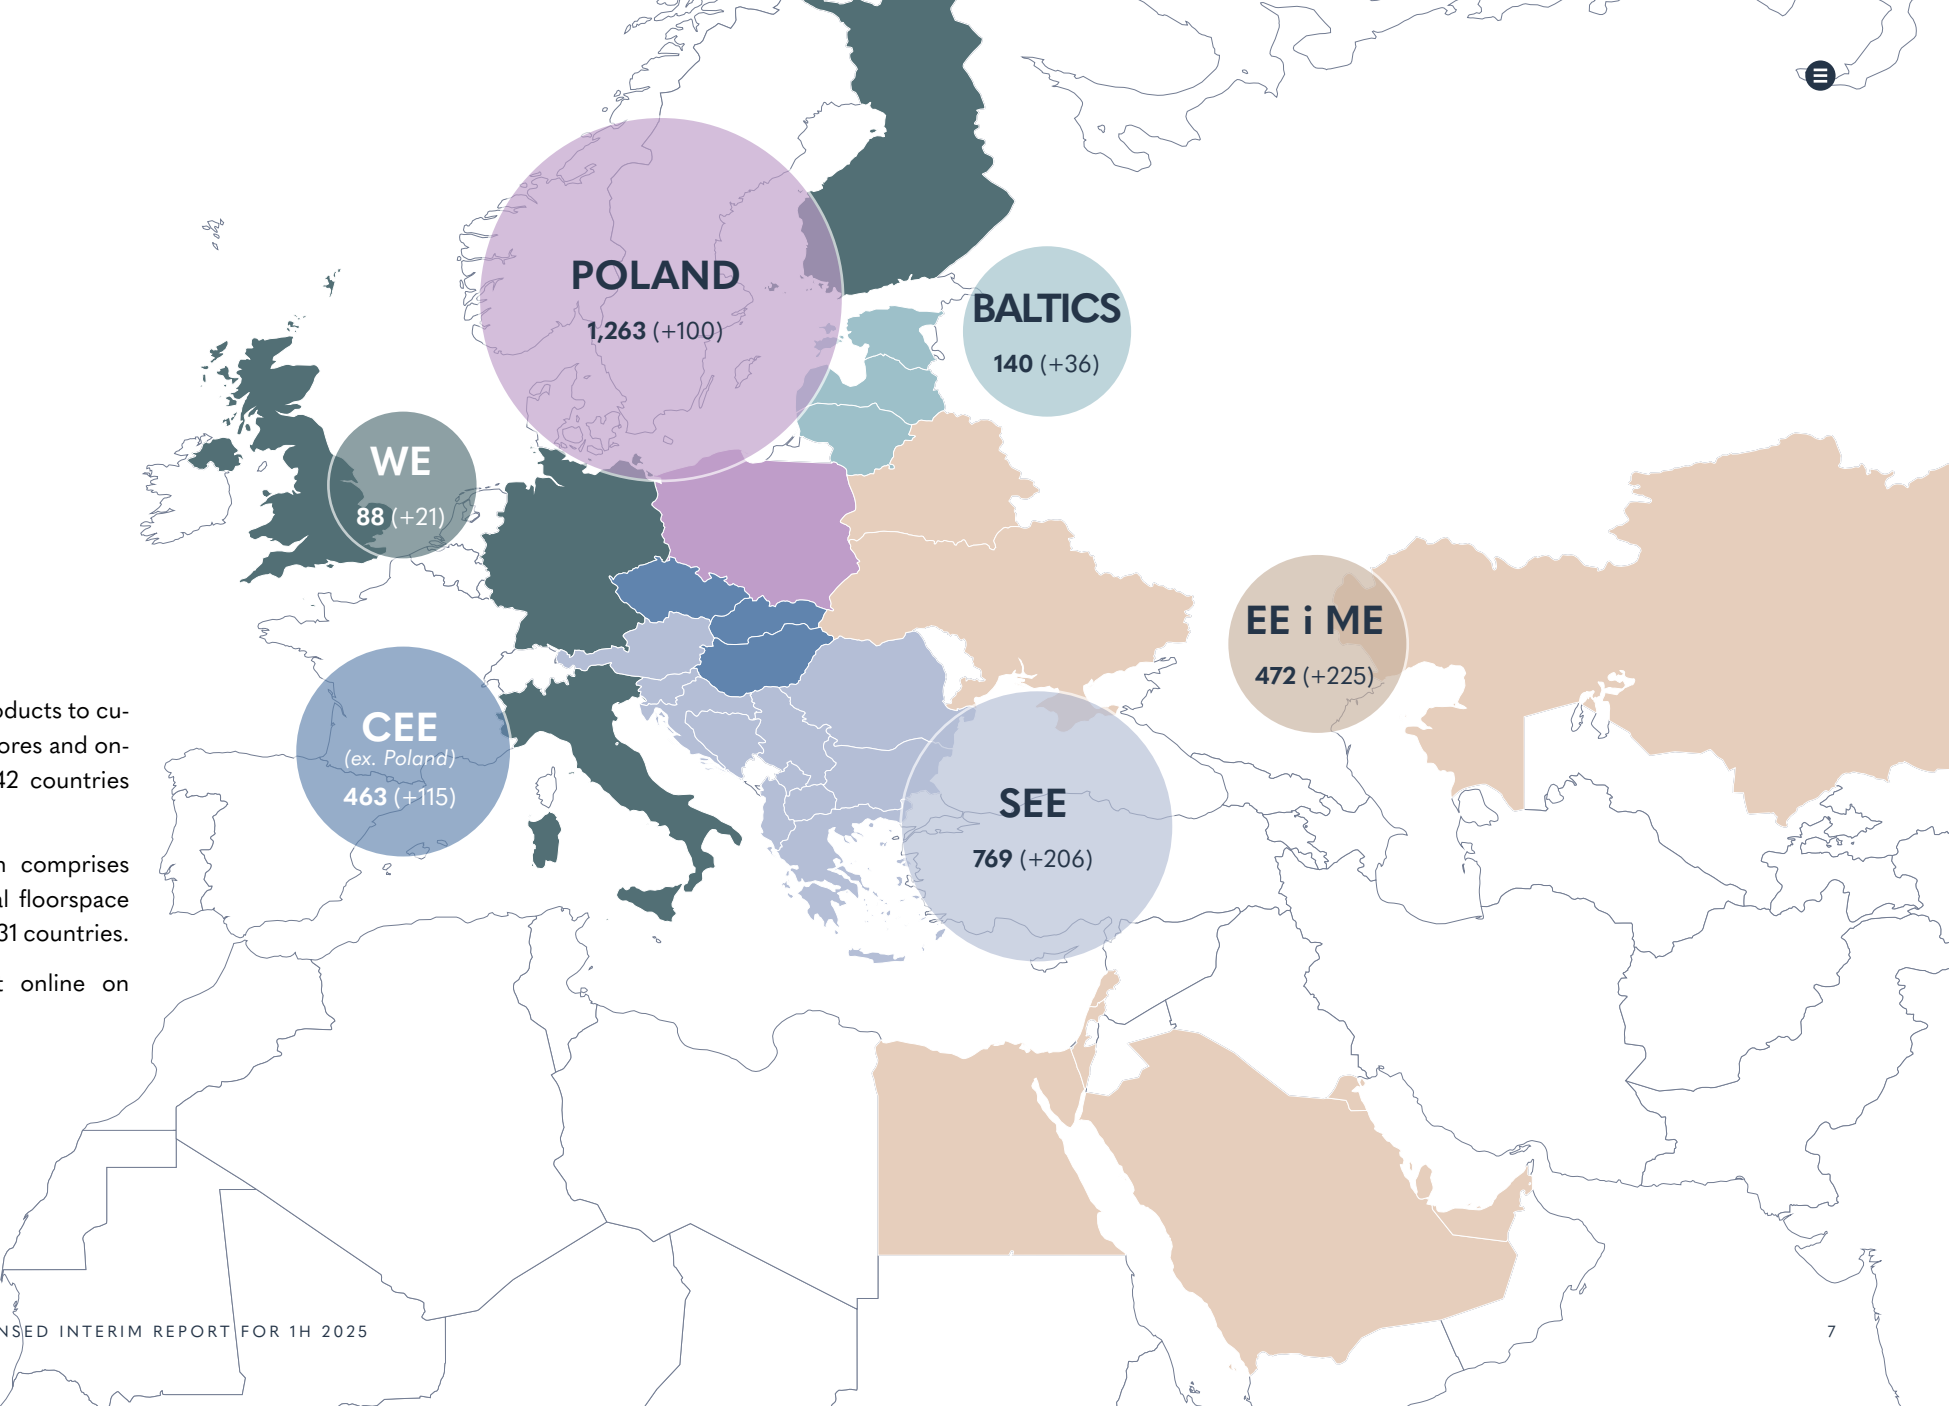 POLAND
1,263 (+100)
BALTICS
140 (+36)
WE
88 (+21)
EE i ME
472 (+225)
CEE
(ex. Poland)
463 (+115)
SEE
769 (+206)
oducts to cu-
ores and on-
42 countries
n comprises
al floorspace
31 countries.
t online on
NSED INTERIM REPORT FOR 1H 2025
7